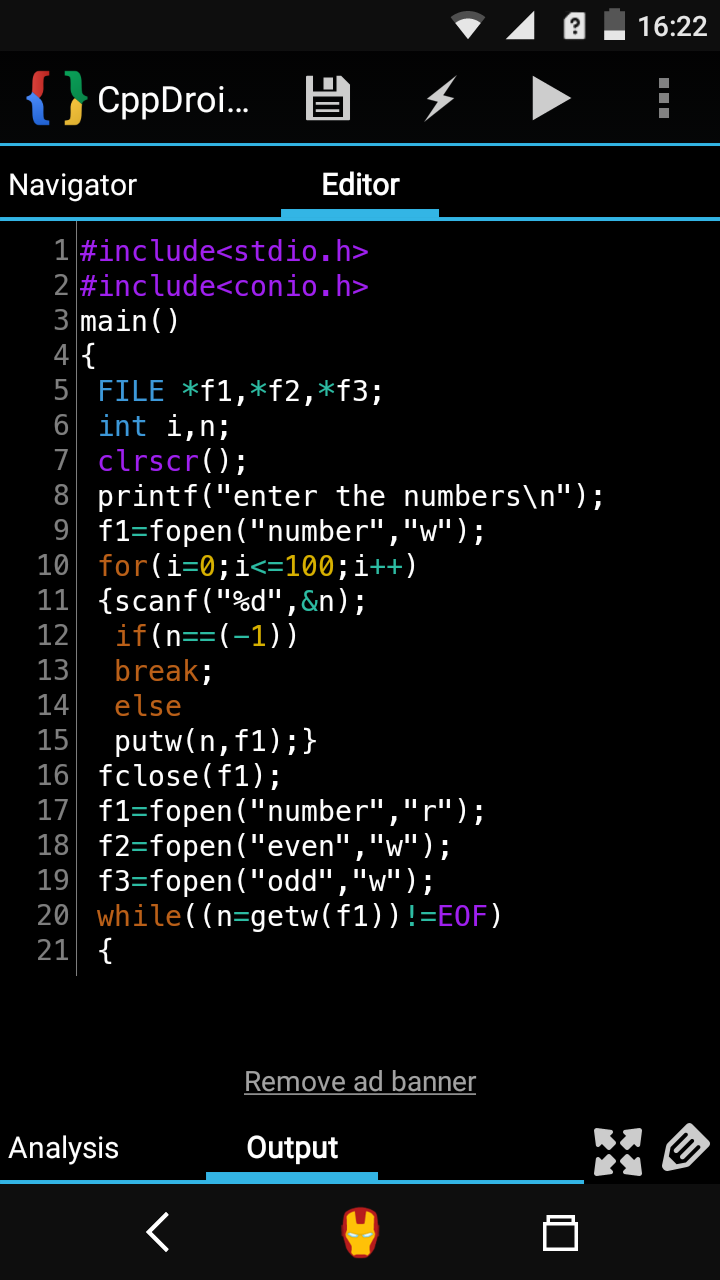 16:22
CppDroi...
Navigator Editor
1 #include<stdio.h>
2 #include<conio.h>
3 main()
4 {
5 FILE *f1,*f2,*f3;
6 int i,n;
7 clrscr();
8 printf("enter the numbers\n");
9 f1=fopen("number","w");
10 for(i=0;i<=100;i++)
11 {scanf("%d",&n);
12 if(n==(-1))
13 break;
14 else
15 putw(n,f1);}
16 fclose(f1);
17 f1=fopen("number","r");
18 f2=fopen("even","w");
19 f3=fopen("odd","w");
20 while((n=getw(f1))!=EOF)
21 {
Remove ad banner
Analysis Output